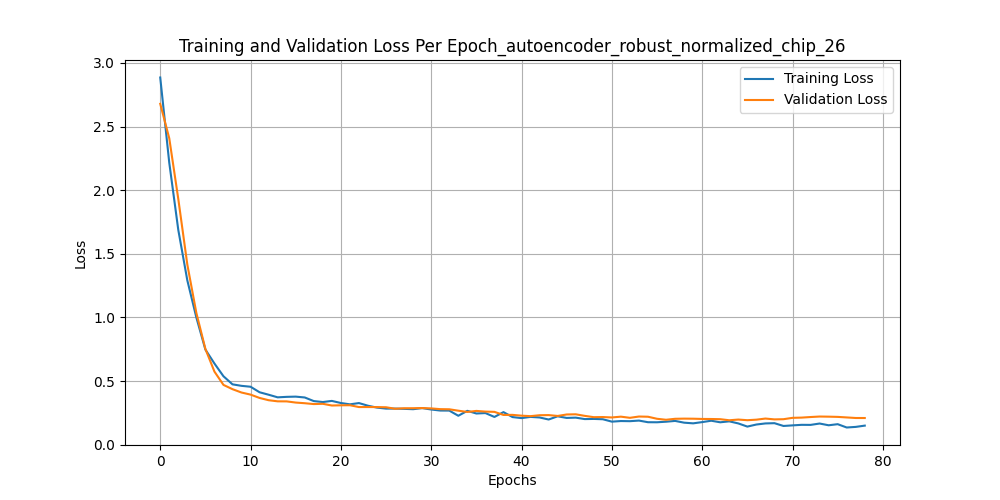 Training and Validation Loss Per Epoch_autoencoder_robust_normalized_chip_26
Training Loss
Validation Loss
3.0
2.5
2.0
1.5
1.0
0.5
0.0
Loss
0 10 20 30 40 50 60 70 80
Epochs